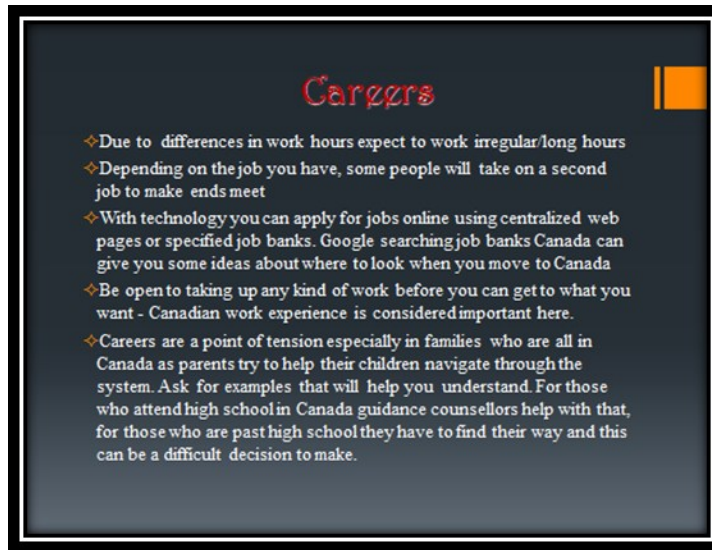 Careers
Due to differences in work hours expect to work irregular/long hours
Depending on the job you have, some people will take on a second
job to make ends meet
With technology you can apply for jobs online using centralized web
pages or specified job banks. Google searching job banks Canada can
give you some ideas about where to look when you move to Canada
Be open to taking up any kind of work before you can get to what you
want - Canadian work experience is considered important here.
Careers are a point of tension especially in families who are all in
Canada as parents try to help their children navigate through the
system. Ask for examples that will help you understand. For those
who attend high school in Canada guidance counsellors help with that,
for those who are past high school they have to find their way and this
can be a difficult decision to make.